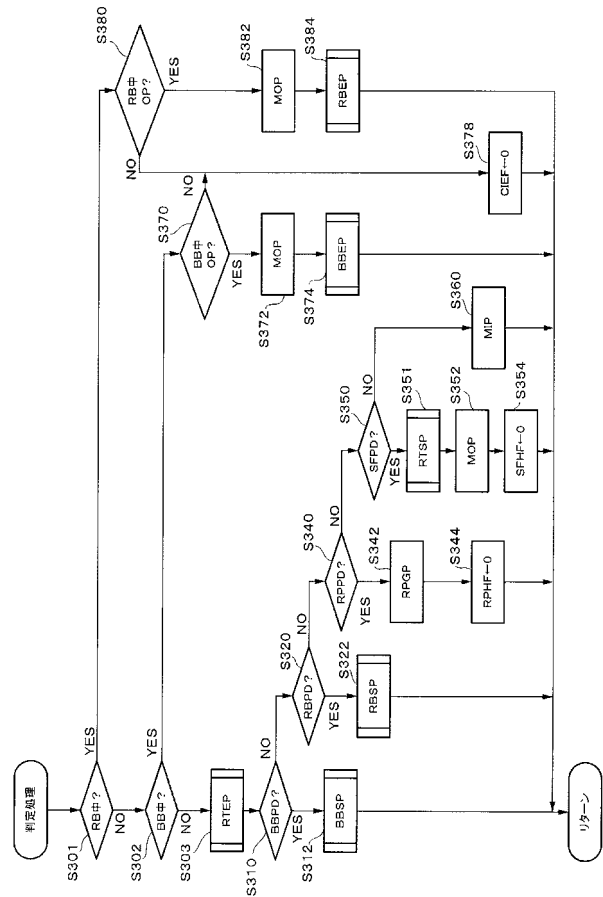 判定処理
S301
RB中?
YES
NO
S302
BB中?
YES
NO
S303
RTEP
S310
BBPD?
NO
YES
S312
BBSP
S320
RBPD?
NO
YES
S322
RBSP
S340
RPPD?
NO
YES
S342
RPGP
S344
RPHF←0
S350
SFPD?
NO
YES
S351
RTSP
S352
MOP
S354
SFHF←0
S360
MIP
S370
BB中
OP?
NO
YES
S372
MOP
S374
BBEP
S378
CIEF←0
S380
RB中
OP?
NO
YES
S382
MOP
S384
RBEP
リターン